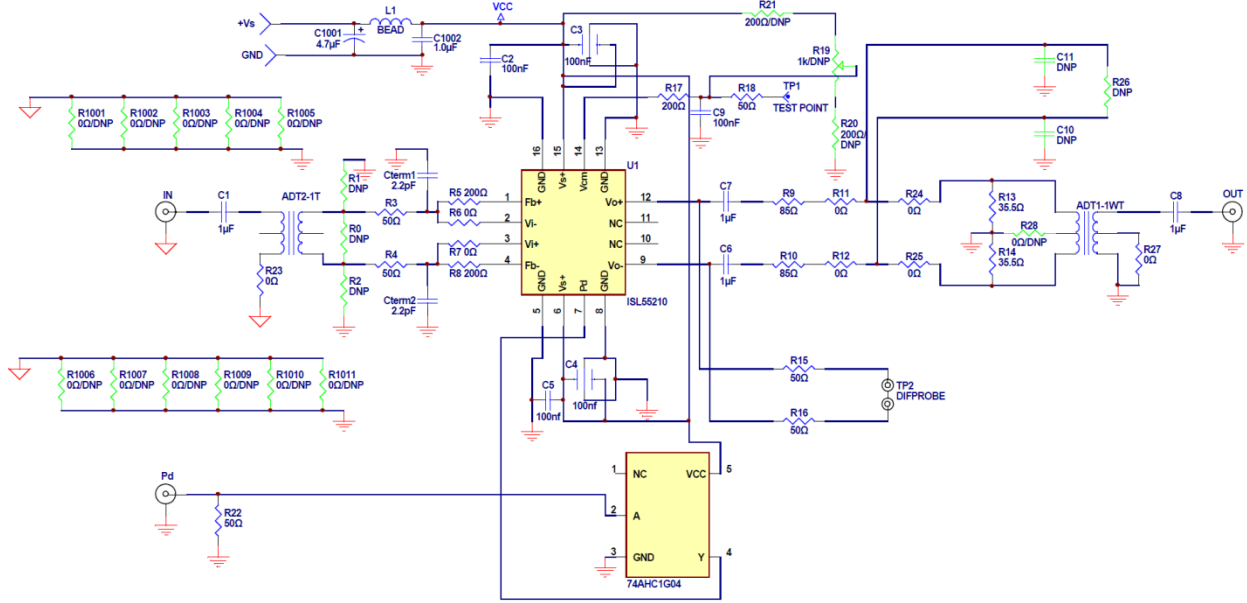 L1
BEAD
VCC
+Vs
GND
C1001
4.7µF
+
C1002
1.0µF
C2
100nF
C3
100nF
R21
200Ω/DNP
R19
1k/DNP
R20
200Ω/
DNP
R17
200Ω
R18
50Ω
TP1
TEST POINT
C9
100nF
C11
DNP
C10
DNP
R26
DNP
R1001
0Ω/DNP
R1002
0Ω/DNP
R1003
0Ω/DNP
R1004
0Ω/DNP
R1005
0Ω/DNP
IN
C1
1µF
ADT2-1T
R23
0Ω
R1
DNP
R0
DNP
R2
DNP
R3
50Ω
R4
50Ω
Cterm1
2.2pF
Cterm2
2.2pF
R5 200Ω
R6 0Ω
R7 0Ω
R8 200Ω
U1
16
15
14
13
GND
Vs+
Vcm
GND
1
Fb+
2
Vi-
3
Vi+
4
Fb-
Vo+
12
NC
11
NC
10
Vo-
9
GND
Vs+
Pd
GND
5
6
7
8
ISL55210
C7
1µF
C6
1µF
R9
85Ω
R10
85Ω
R11
0Ω
R12
0Ω
R24
0Ω
R25
0Ω
R13
35.5Ω
R28
0Ω/DNP
R14
35.5Ω
ADT1-1WT
R27
0Ω
C8
1µF
OUT
C4
100nf
C5
100nf
R15
50Ω
R16
50Ω
TP2
DIFPROBE
R1006
0Ω/DNP
R1007
0Ω/DNP
R1008
0Ω/DNP
R1009
0Ω/DNP
R1010
0Ω/DNP
R1011
0Ω/DNP
Pd
R22
50Ω
1
NC
VCC
5
2
A
3
GND
Y
4
74AHC1G04